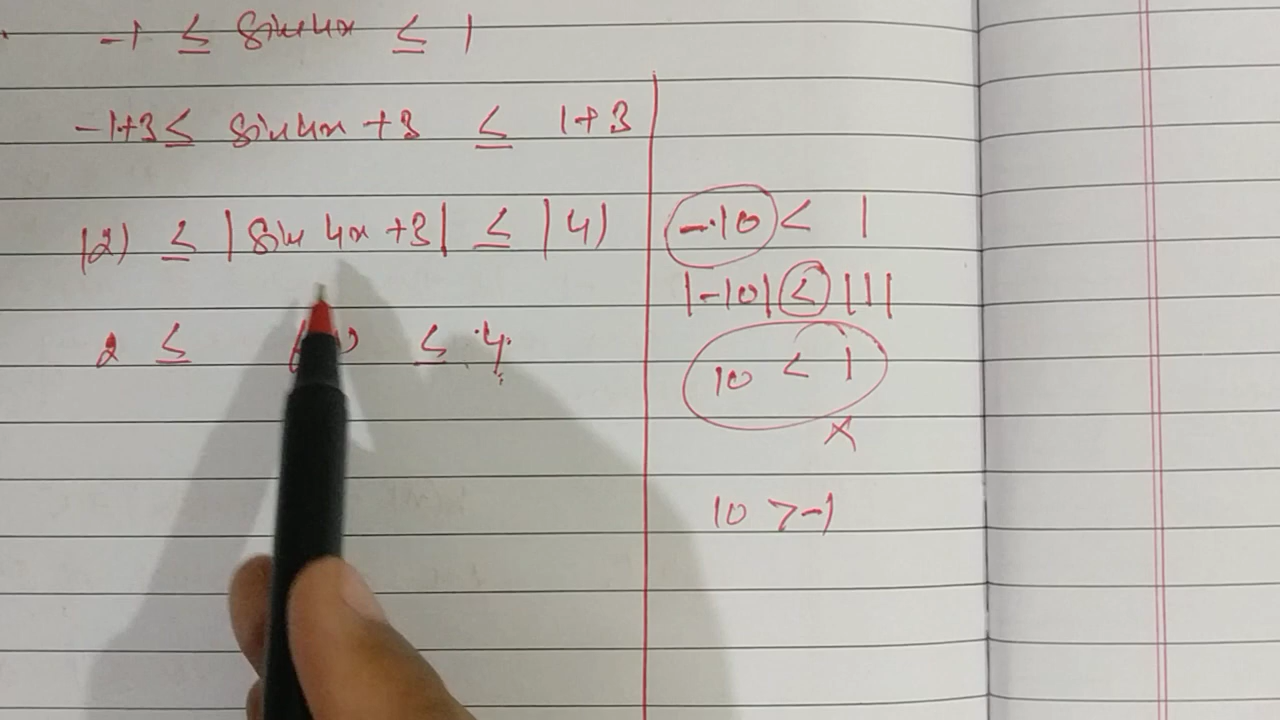 -1 ≤ sin4x ≤ 1
-1+3 ≤ sin4x +3 ≤ 1+3
|2| ≤ |sin 4x +3| ≤ |4|
2 ≤ ≤ 4
-10 < 1
|-10| < |1|
10 < 1
×
10 > -1